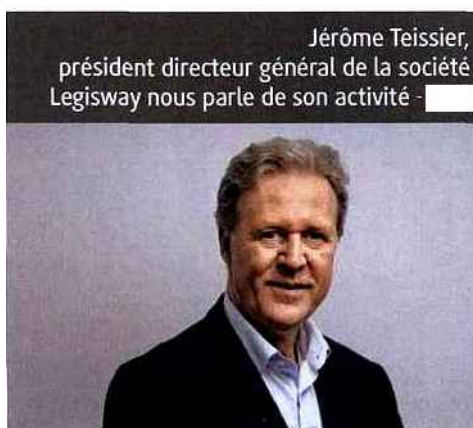 Jérôme Teissier,
président directeur général de la société
Legisway nous parle de son activité -